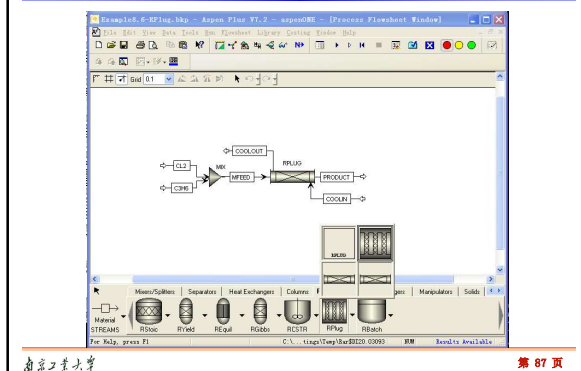 Example8.6-RPlug.bkp - Aspen Plus V7.2 - aspenONE - [Process Flowsheet Window]
File Edit View Data Tools Run Flowsheet Library Costing Window Help
Grid 0.1
COOLOUT
CL2
MIX
RPLUG
MFEED
PRODUCT
C3H6
COOLIN
RPLUG
Mixers/Splitters Separators Heat Exchangers Columns Manipulators Solids
Material
STREAMS RStoic RYield REquil RGibbs RCSTR RPlug RBatch
For Help, press F1 NUM Results Available
南京工业大学 第 87 页